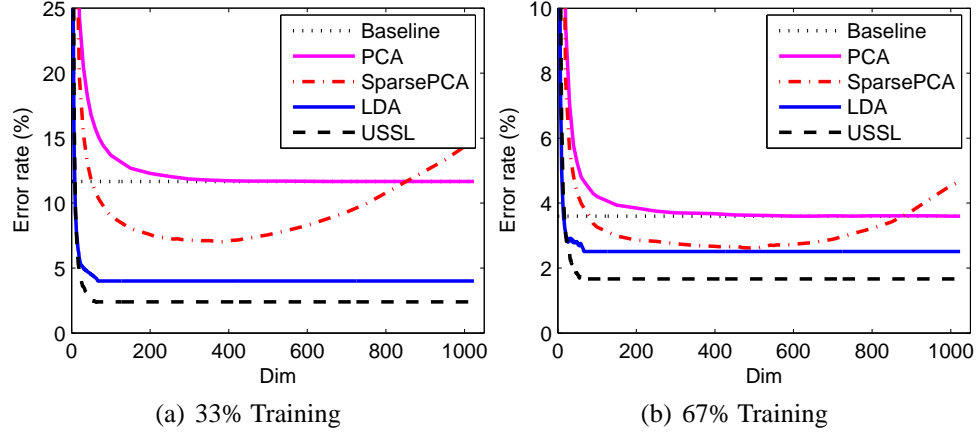 25
20
15
10
5
0
Error rate (%)
Baseline
PCA
SparsePCA
LDA
USSL
0 200 400 600 800 1000
Dim
(a) 33% Training
10
8
6
4
2
0
Error rate (%)
Baseline
PCA
SparsePCA
LDA
USSL
0 200 400 600 800 1000
Dim
(b) 67% Training